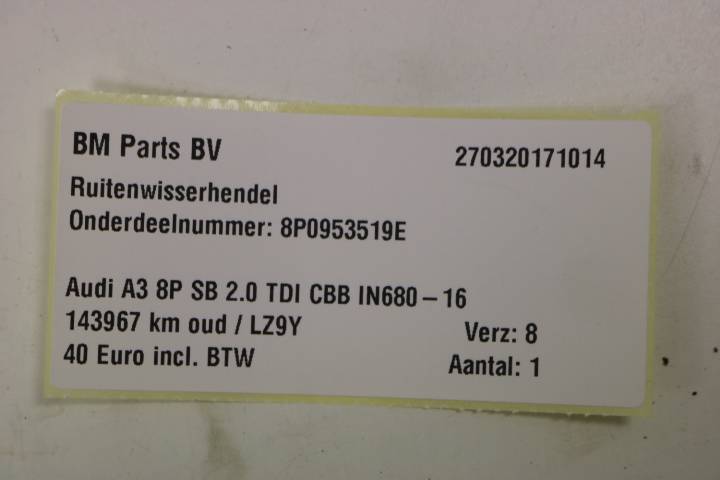 BM Parts BV 270320171014
Ruitenwisserhendel
Onderdeelnummer: 8P0953519E
Audi A3 8P SB 2.0 TDI CBB IN680 – 16
143967 km oud / LZ9Y Verz: 8
40 Euro incl. BTW Aantal: 1